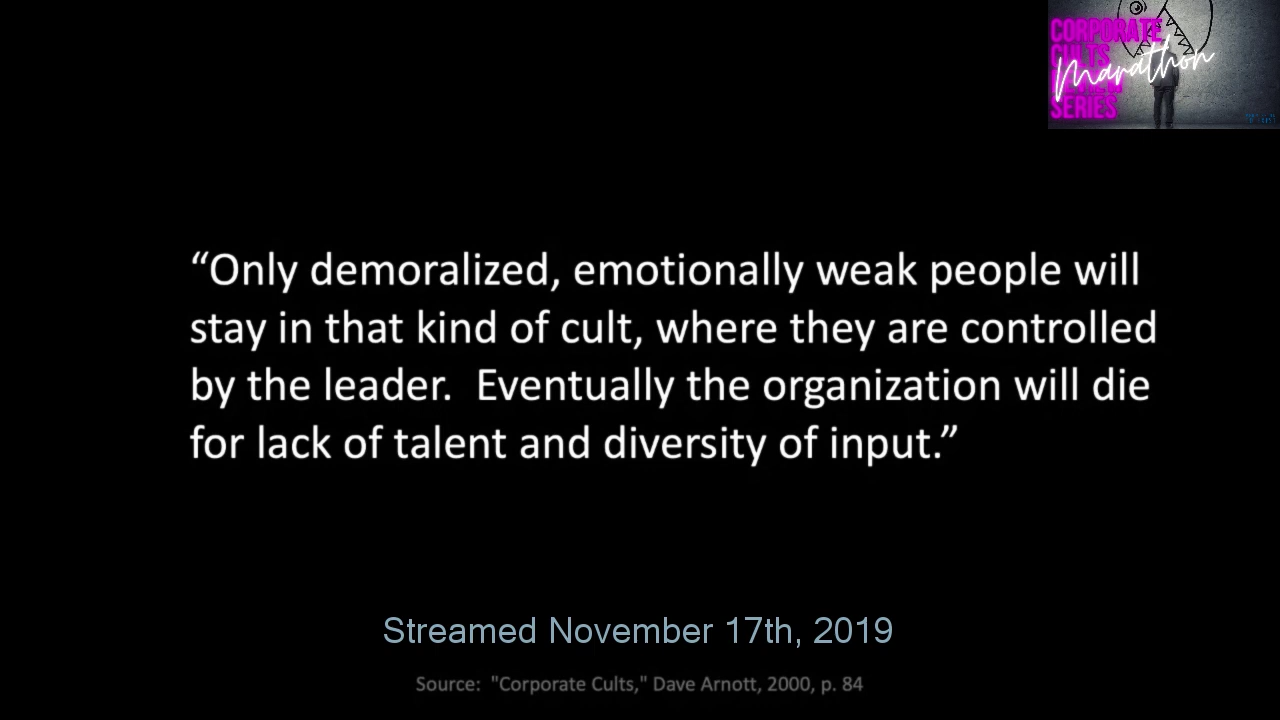 CORPORATE
CULTS
Marathon
SERIES
“Only demoralized, emotionally weak people will
stay in that kind of cult, where they are controlled
by the leader.  Eventually the organization will die
for lack of talent and diversity of input.”
Streamed November 17th, 2019
Source:  "Corporate Cults," Dave Arnott, 2000, p. 84